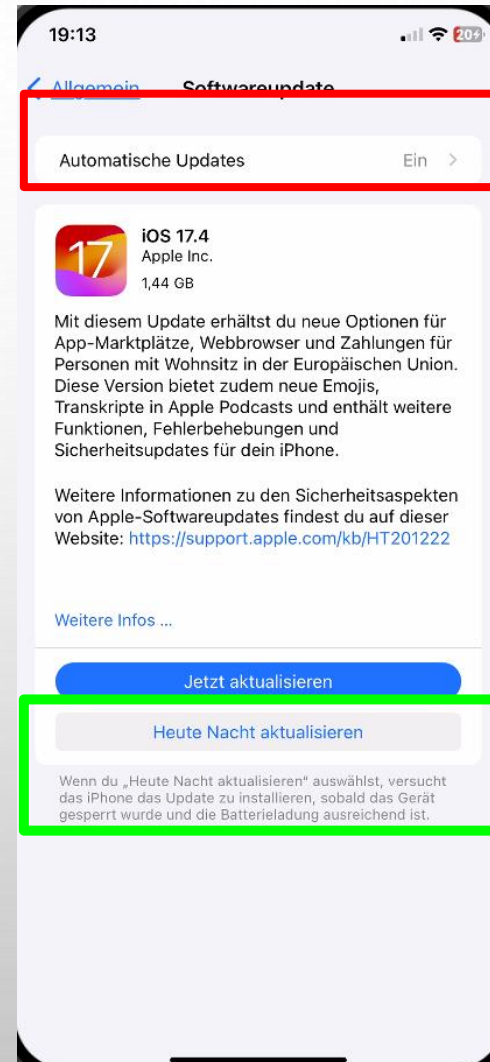 19:13
20
Allgemein Softwareupdate
Automatische Updates Ein
17
iOS 17.4
Apple Inc.
1,44 GB
Mit diesem Update erhältst du neue Optionen für
App-Marktplätze, Webbrowser und Zahlungen für
Personen mit Wohnsitz in der Europäischen Union.
Diese Version bietet zudem neue Emojis,
Transkripte in Apple Podcasts und enthält weitere
Funktionen, Fehlerbehebungen und
Sicherheitsupdates für dein iPhone.
Weitere Informationen zu den Sicherheitsaspekten
von Apple-Softwareupdates findest du auf dieser
Website: https://support.apple.com/kb/HT201222
Weitere Infos ...
Jetzt aktualisieren
Heute Nacht aktualisieren
Wenn du „Heute Nacht aktualisieren“ auswählst, versucht
das iPhone das Update zu installieren, sobald das Gerät
gesperrt wurde und die Batterieladung ausreichend ist.